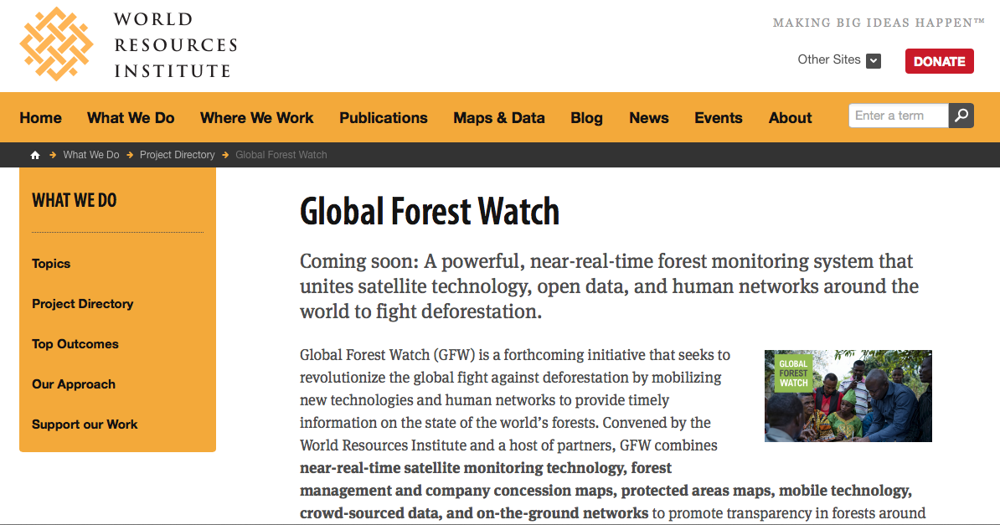 WORLD
RESOURCES
INSTITUTE
MAKING BIG IDEAS HAPPEN™
Other Sites
DONATE
Home What We Do Where We Work Publications Maps & Data Blog News Events About Enter a term
What We Do Project Directory Global Forest Watch
WHAT WE DO
Topics
Project Directory
Top Outcomes
Our Approach
Support our Work
Global Forest Watch
Coming soon: A powerful, near-real-time forest monitoring system that
unites satellite technology, open data, and human networks around the
world to fight deforestation.
Global Forest Watch (GFW) is a forthcoming initiative that seeks to
revolutionize the global fight against deforestation by mobilizing
new technologies and human networks to provide timely
information on the state of the world’s forests. Convened by the
World Resources Institute and a host of partners, GFW combines
near-real-time satellite monitoring technology, forest
management and company concession maps, protected areas maps, mobile technology,
crowd-sourced data, and on-the-ground networks to promote transparency in forests around
GLOBAL
FOREST
WATCH